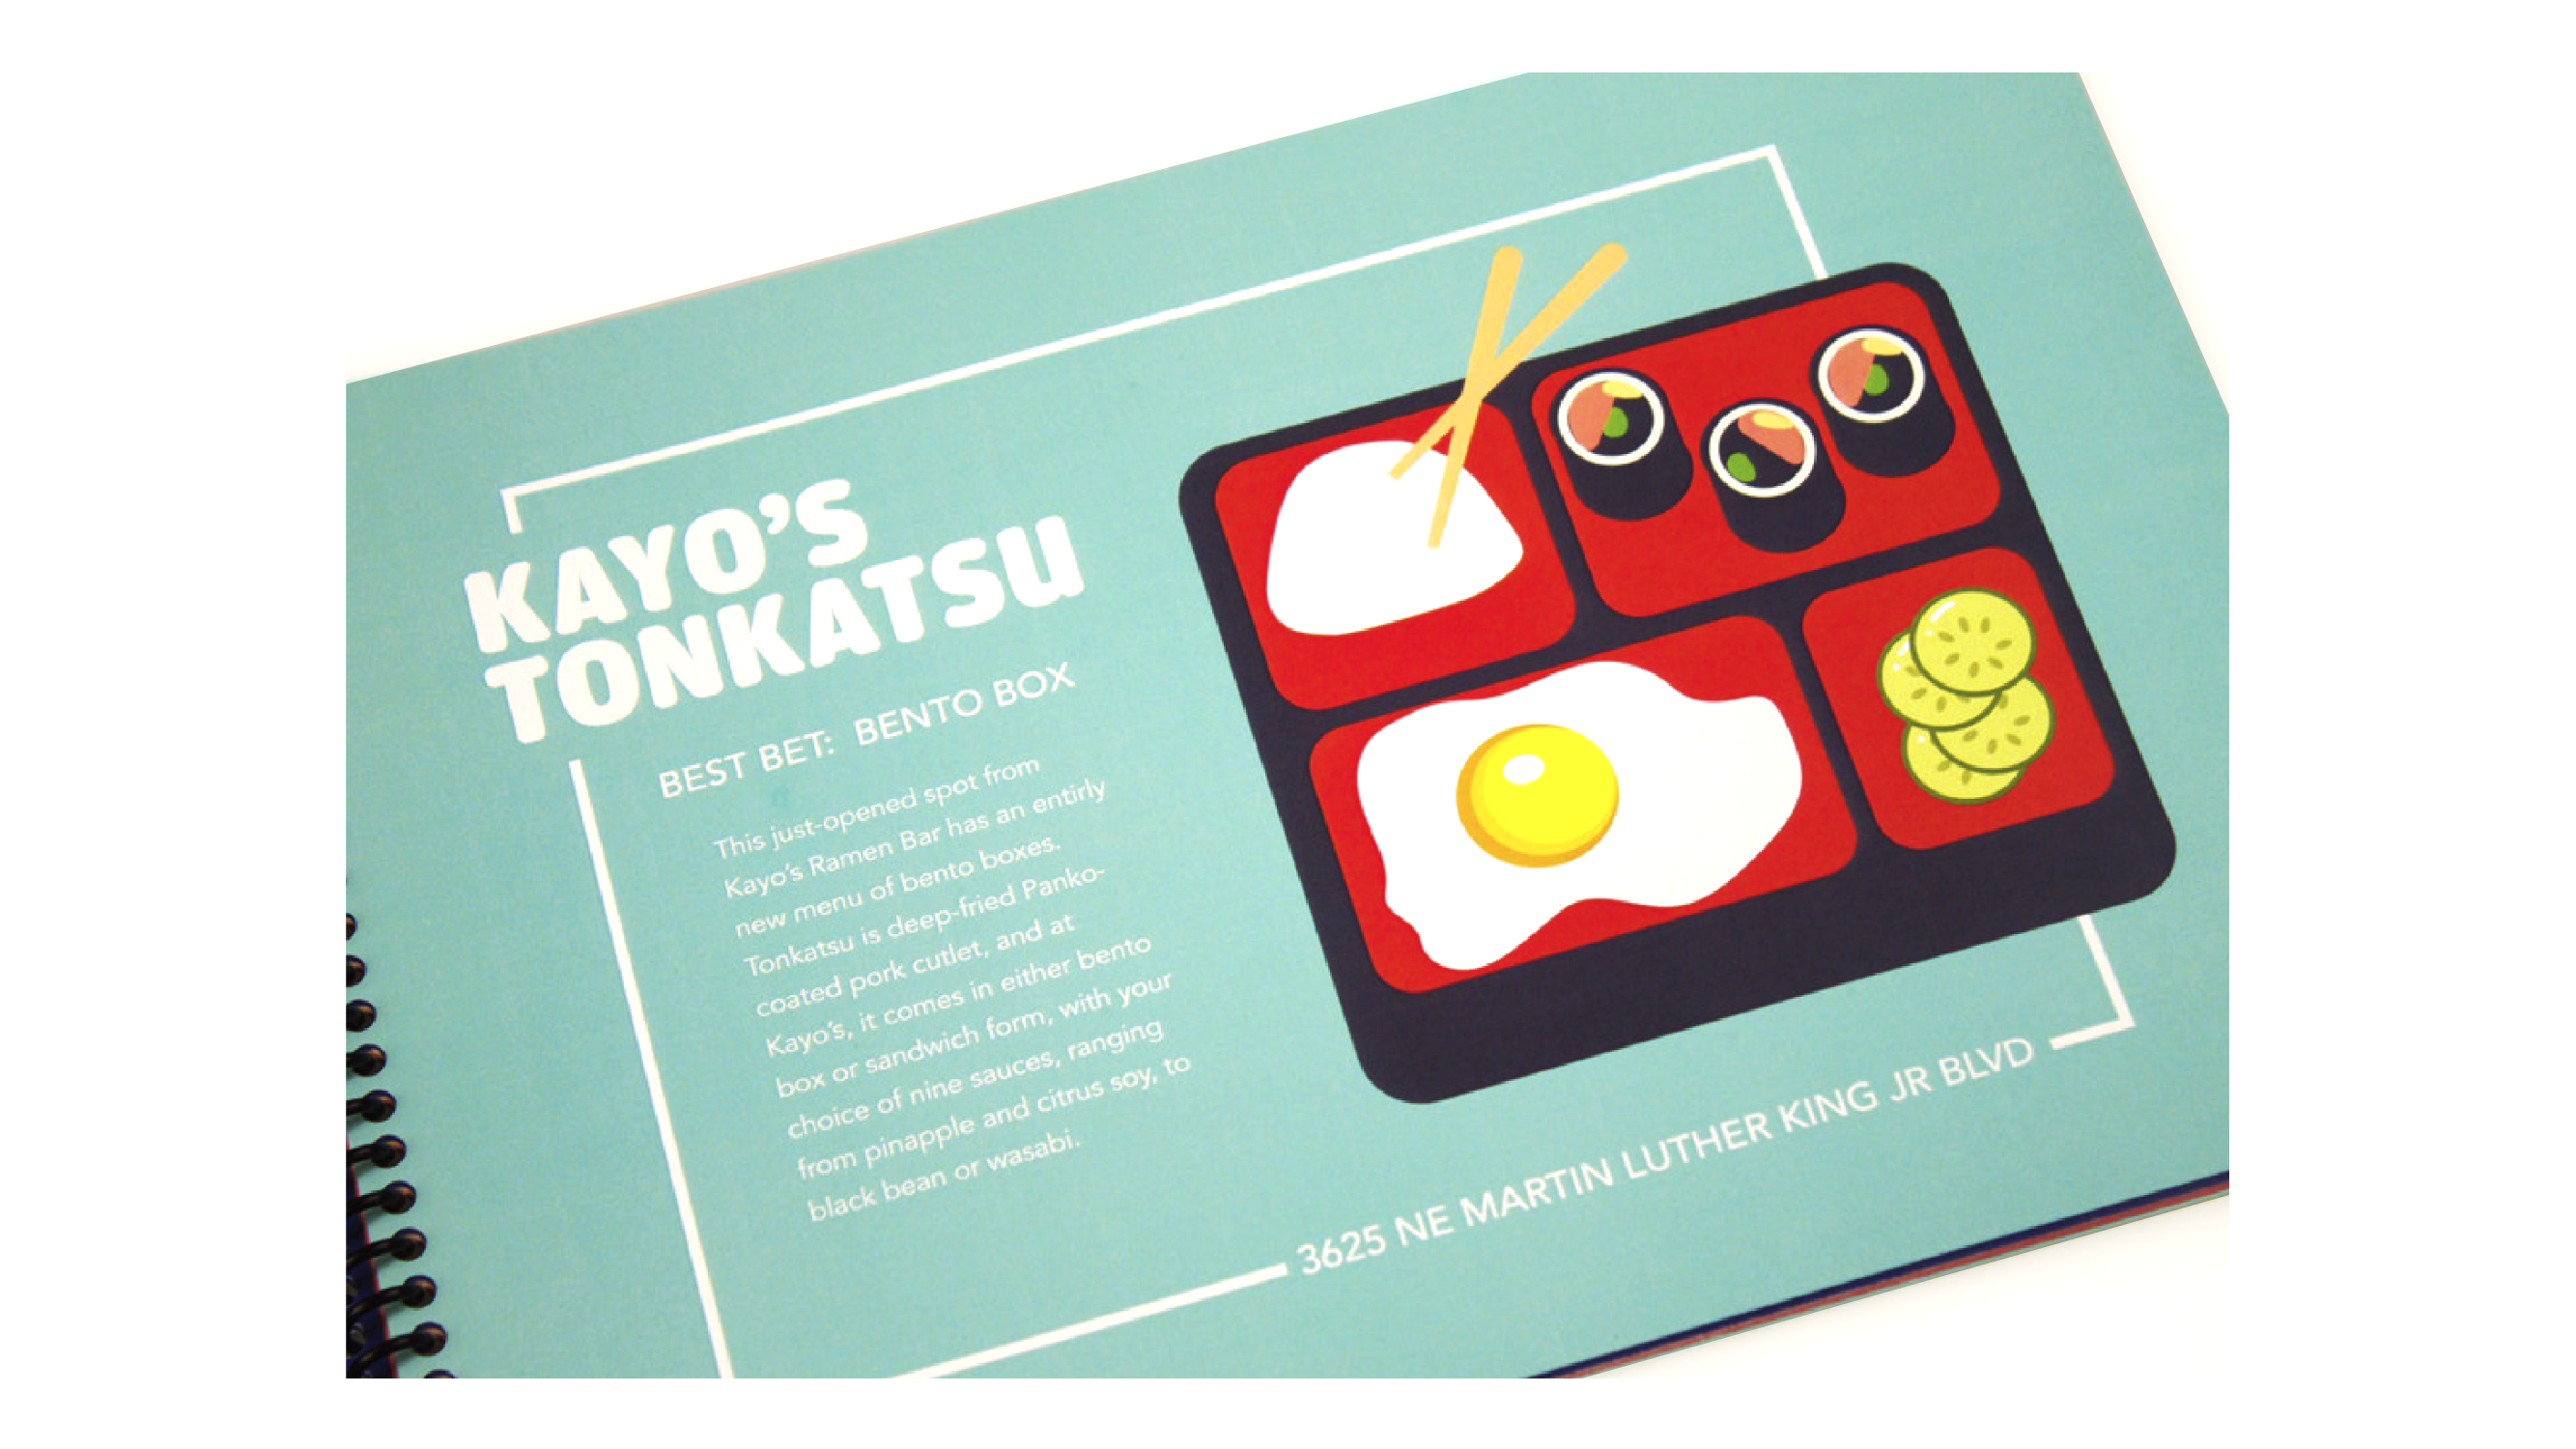 KAYO'S
TONKATSU
BEST BET: BENTO BOX
This just-opened spot from
Kayo's Ramen Bar has an entirly
new menu of bento boxes.
Tonkatsu is deep-fried Panko-
coated pork cutlet, and at
Kayo's, it comes in either bento
box or sandwich form, with your
choice of nine sauces, ranging
from pinapple and citrus soy, to
black bean or wasabi.
3625 NE MARTIN LUTHER KING JR BLVD